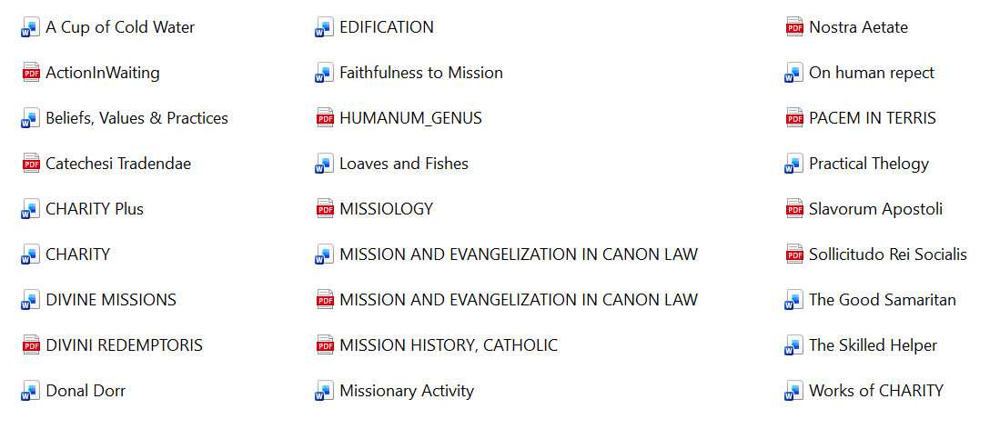 A Cup of Cold Water
ActionInWaiting
Beliefs, Values & Practices
Catechesi Tradendae
CHARITY Plus
CHARITY
DIVINE MISSIONS
DIVINI REDEMPTORIS
Donal Dorr
EDIFICATION
Faithfulness to Mission
HUMANUM_GENUS
Loaves and Fishes
MISSIOLOGY
MISSION AND EVANGELIZATION IN CANON LAW
MISSION AND EVANGELIZATION IN CANON LAW
MISSION HISTORY, CATHOLIC
Missionary Activity
Nostra Aetate
On human repect
PACEM IN TERRIS
Practical Thelogy
Slavorum Apostoli
Sollicitudo Rei Socialis
The Good Samaritan
The Skilled Helper
Works of CHARITY